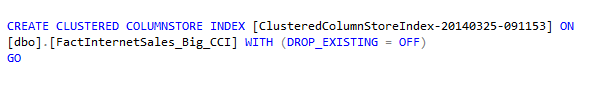 CREATE CLUSTERED COLUMNSTORE INDEX [ClusteredColumnStoreIndex-20140325-091153] ON
[dbo].[FactInternetSales_Big_CCI] WITH (DROP_EXISTING = OFF)
GO